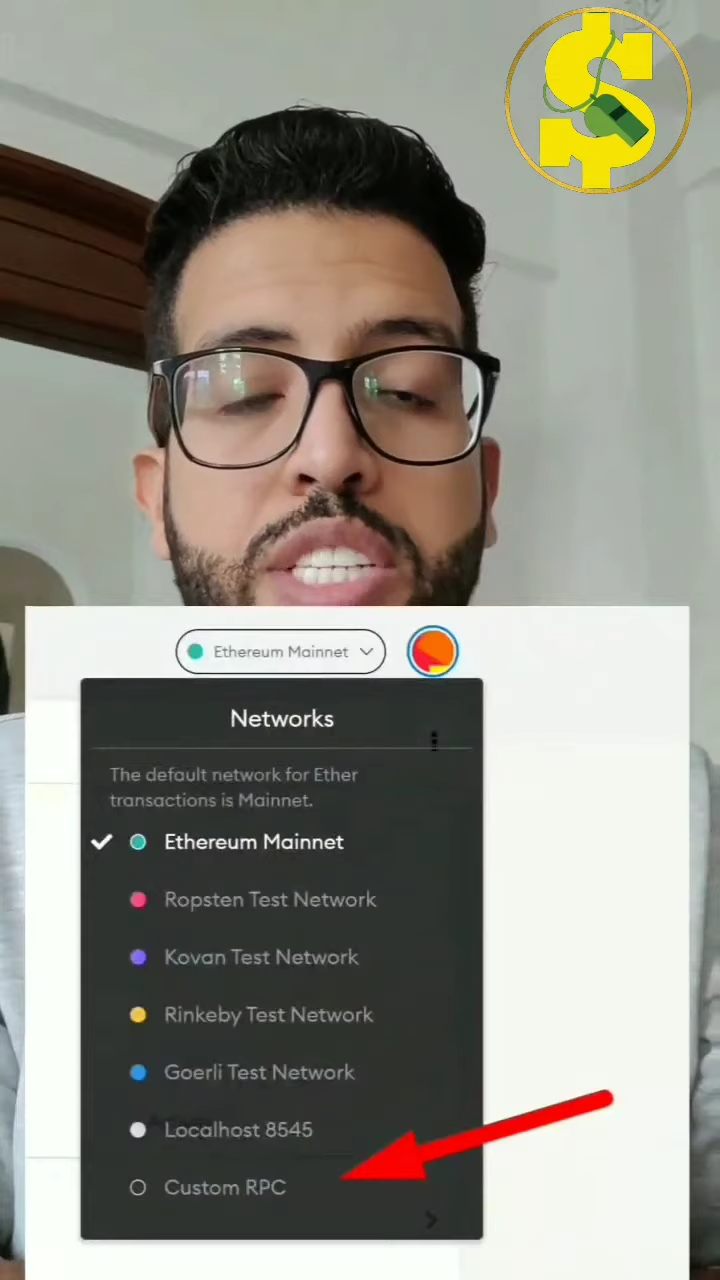 Ethereum Mainnet
Networks
The default network for Ether
transactions is Mainnet.
Ethereum Mainnet
Ropsten Test Network
Kovan Test Network
Rinkeby Test Network
Goerli Test Network
Localhost 8545
Custom RPC